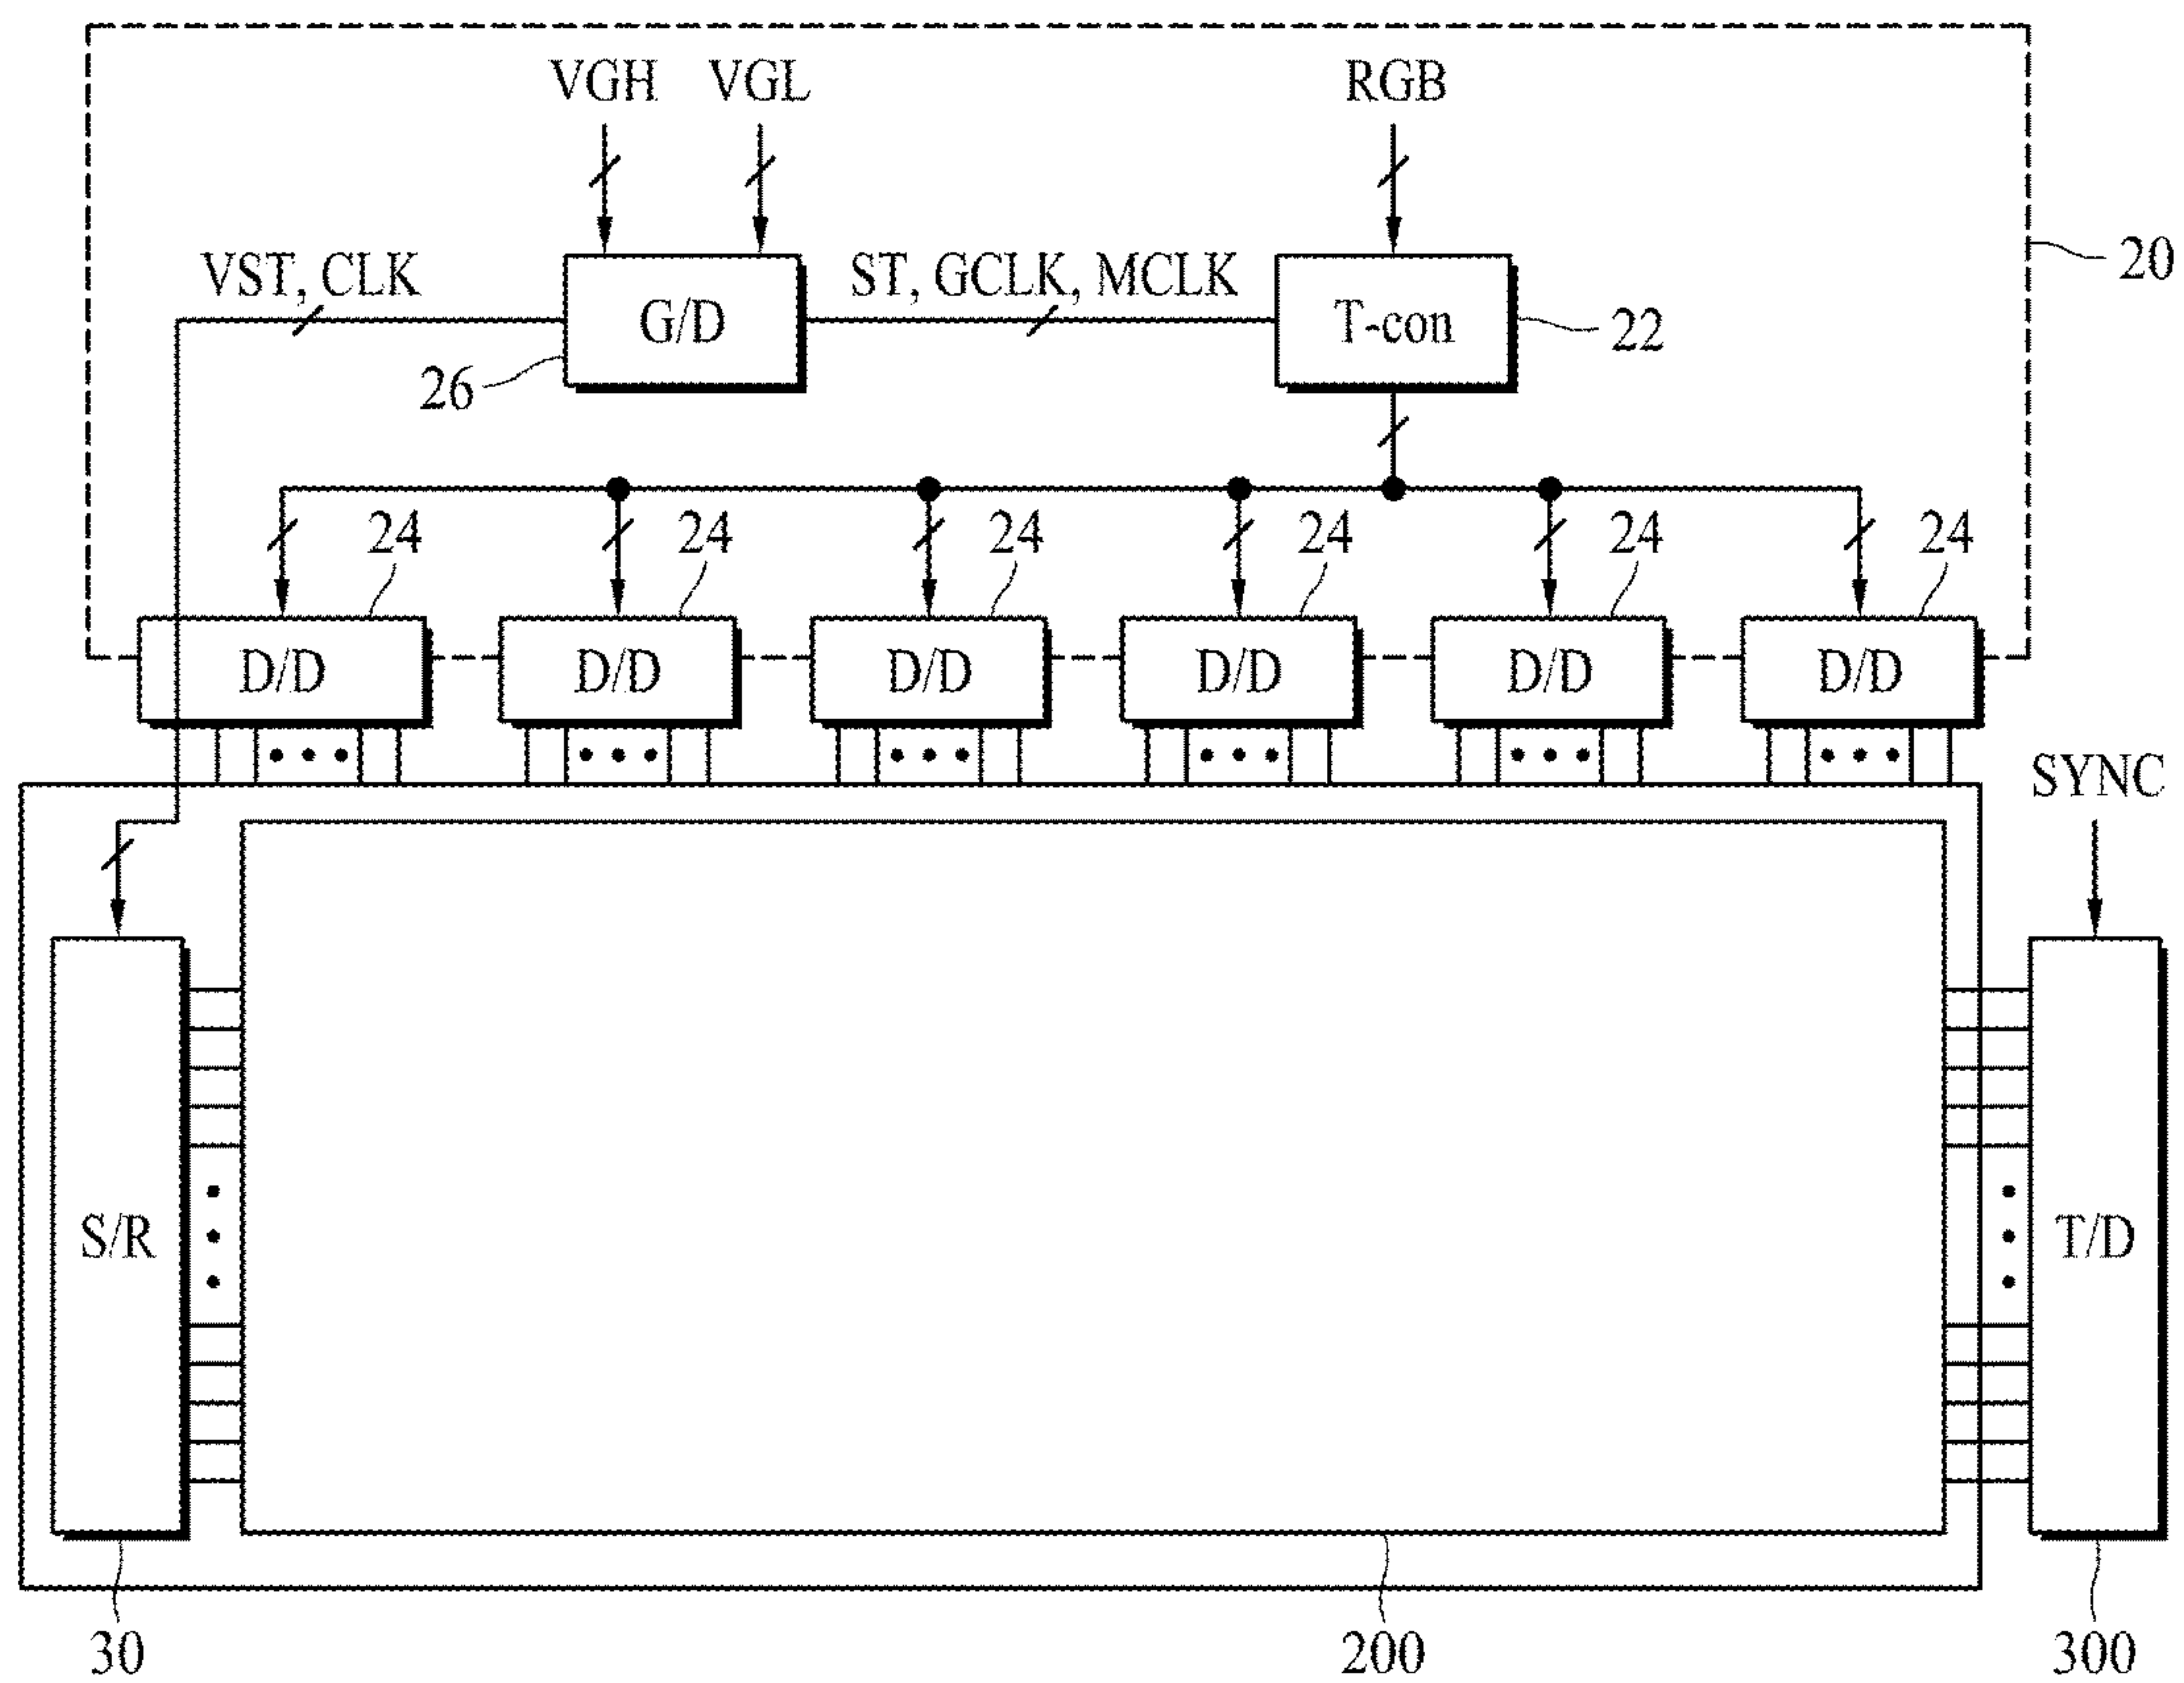 VGH VGL RGB
VST, CLK ST, GCLK, MCLK 20
G/D T-con 22
26
24 24 24 24 24 24
D/D D/D D/D D/D D/D D/D
SYNC
S/R T/D
30 200 300